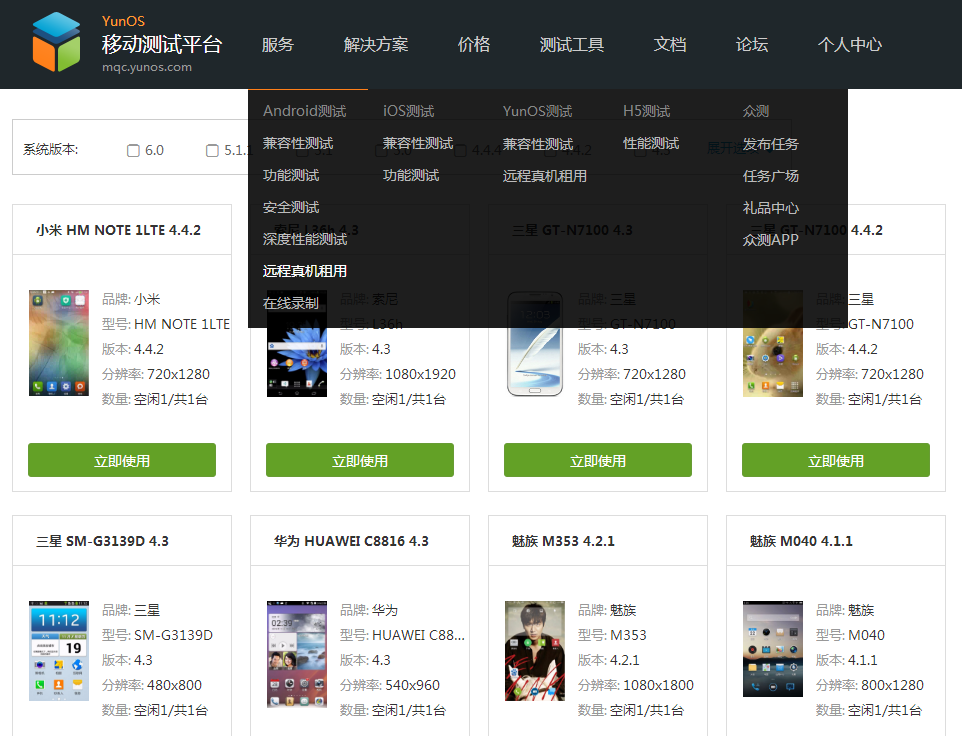 YunOS
移动测试平台
mqc.yunos.com
服务 解决方案 价格 测试工具 文档 论坛 个人中心
Android测试 iOS测试 YunOS测试 H5测试 众测
兼容性测试 兼容性测试 兼容性测试 性能测试 发布任务
功能测试 功能测试 远程真机租用 任务广场
安全测试 礼品中心
深度性能测试 众测APP
远程真机租用
在线录制
系统版本: 6.0 5.1.1
小米 HM NOTE 1LTE 4.4.2
品牌: 小米
型号: HM NOTE 1LTE
版本: 4.4.2
分辨率: 720x1280
数量: 空闲1/共1台
立即使用
索尼 L36h 4.3
品牌: 索尼
型号: L36h
版本: 4.3
分辨率: 1080x1920
数量: 空闲1/共1台
立即使用
三星 GT-N7100 4.3
品牌: 三星
型号: GT-N7100
版本: 4.3
分辨率: 720x1280
数量: 空闲1/共1台
立即使用
三星 GT-N7100 4.4.2
品牌: 三星
型号: GT-N7100
版本: 4.4.2
分辨率: 720x1280
数量: 空闲1/共1台
立即使用
三星 SM-G3139D 4.3
11:12
19
品牌: 三星
型号: SM-G3139D
版本: 4.3
分辨率: 480x800
数量: 空闲1/共1台
华为 HUAWEI C8816 4.3
02:39
品牌: 华为
型号: HUAWEI C88...
版本: 4.3
分辨率: 540x960
数量: 空闲1/共1台
魅族 M353 4.2.1
品牌: 魅族
型号: M353
版本: 4.2.1
分辨率: 1080x1800
数量: 空闲1/共1台
魅族 M040 4.1.1
品牌: 魅族
型号: M040
版本: 4.1.1
分辨率: 800x1280
数量: 空闲1/共1台